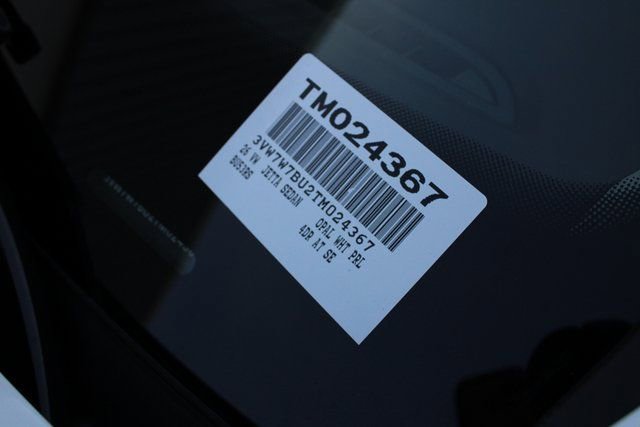 TM024367
3VW7W7BU2TM024367
26 VW JETTA SEDAN OPAL WHT PRL
BU53RS 4DR AT SE